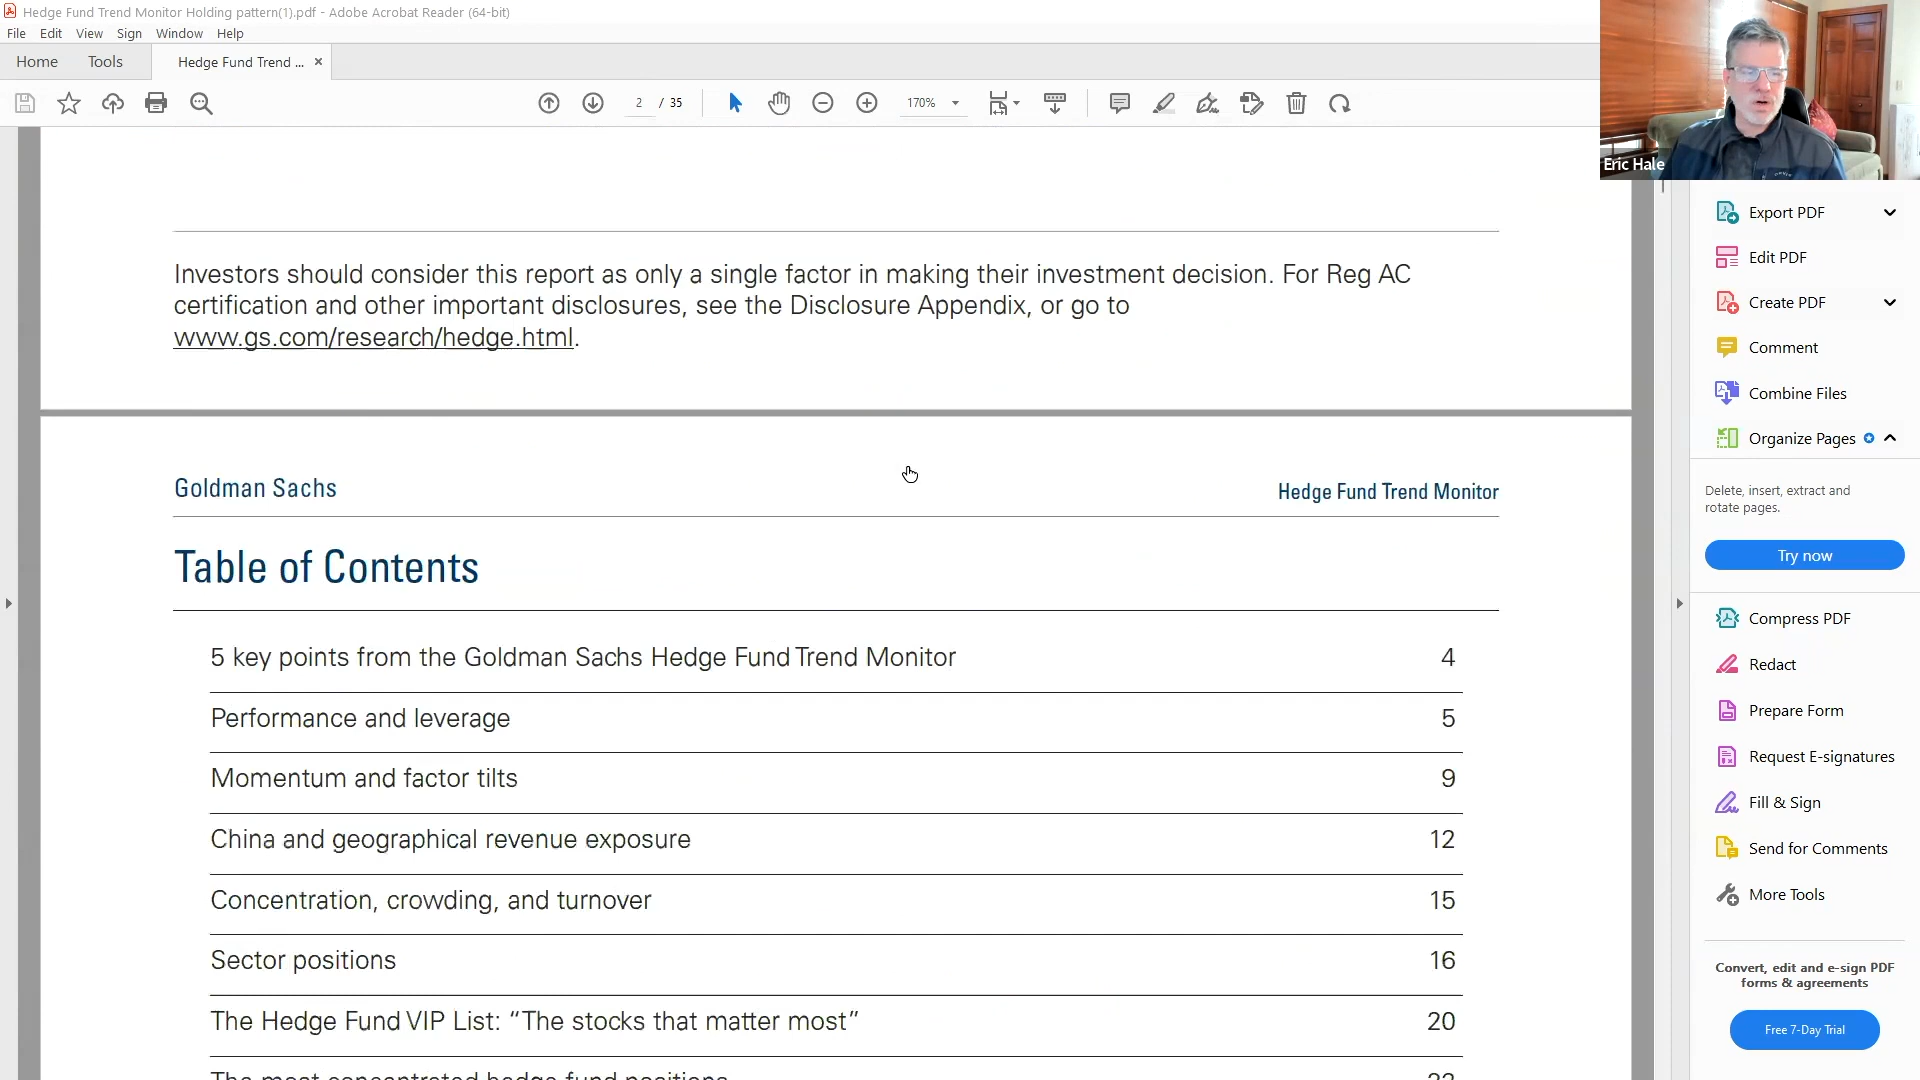 Hedge Fund Trend Monitor Holding pattern(1).pdf - Adobe Acrobat Reader (64-bit)
File Edit View Sign Window Help
Home Tools Hedge Fund Trend ... ×
2 / 35 170%
Eric Hale
Investors should consider this report as only a single factor in making their investment decision. For Reg AC
certification and other important disclosures, see the Disclosure Appendix, or go to
www.gs.com/research/hedge.html.
Goldman Sachs
Hedge Fund Trend Monitor
Table of Contents
5 key points from the Goldman Sachs Hedge Fund Trend Monitor 4
Performance and leverage 5
Momentum and factor tilts 9
China and geographical revenue exposure 12
Concentration, crowding, and turnover 15
Sector positions 16
The Hedge Fund VIP List: “The stocks that matter most” 20
The most concentrated hedge fund positions
Export PDF
Edit PDF
Create PDF
Comment
Combine Files
Organize Pages
Delete, insert, extract and
rotate pages.
Try now
Compress PDF
Redact
Prepare Form
Request E-signatures
Fill & Sign
Send for Comments
More Tools
Convert, edit and e-sign PDF
forms & agreements
Free 7-Day Trial